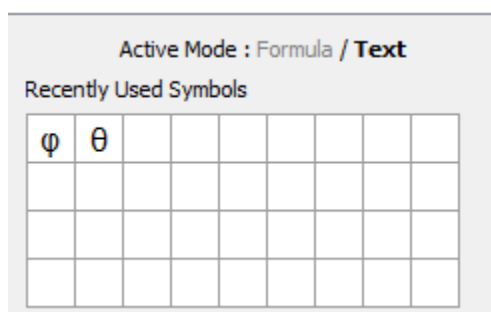 Active Mode : Formula / Text
Recently Used Symbols
φ θ